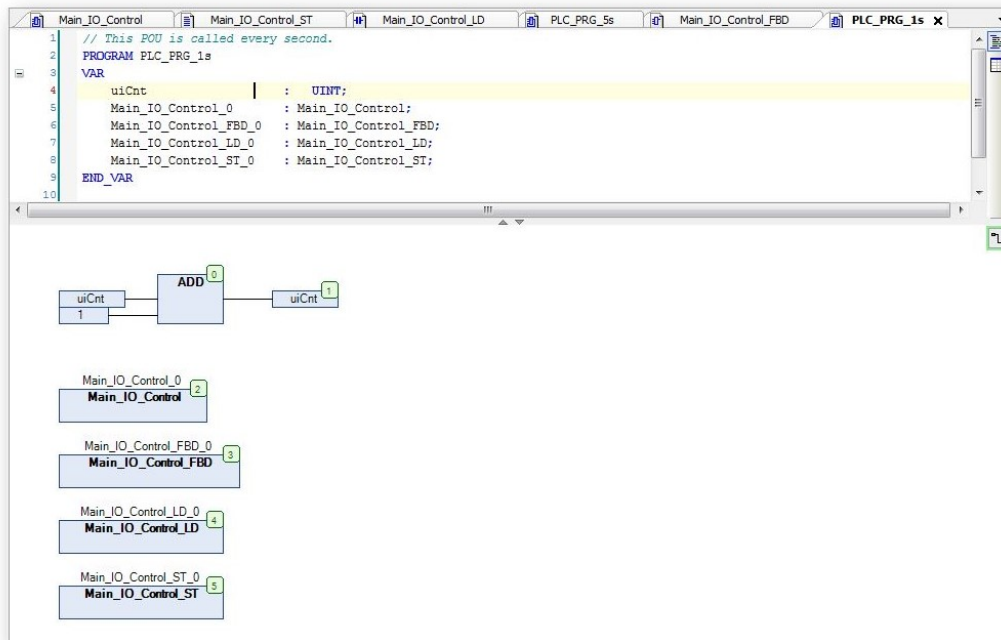 Main_IO_Control Main_IO_Control_ST Main_IO_Control_LD PLC_PRG_5s Main_IO_Control_FBD PLC_PRG_1s X
1 // This POU is called every second.
2 PROGRAM PLC_PRG_1s
3 VAR
4 uiCnt : UINT;
5 Main_IO_Control_0 : Main_IO_Control;
6 Main_IO_Control_FBD_0 : Main_IO_Control_FBD;
7 Main_IO_Control_LD_0 : Main_IO_Control_LD;
8 Main_IO_Control_ST_0 : Main_IO_Control_ST;
9 END_VAR
10
ADD 0
uiCnt uiCnt 1
1
Main_IO_Control_0
Main_IO_Control 2
Main_IO_Control_FBD_0
Main_IO_Control_FBD 3
Main_IO_Control_LD_0
Main_IO_Control_LD 4
Main_IO_Control_ST_0
Main_IO_Control_ST 5